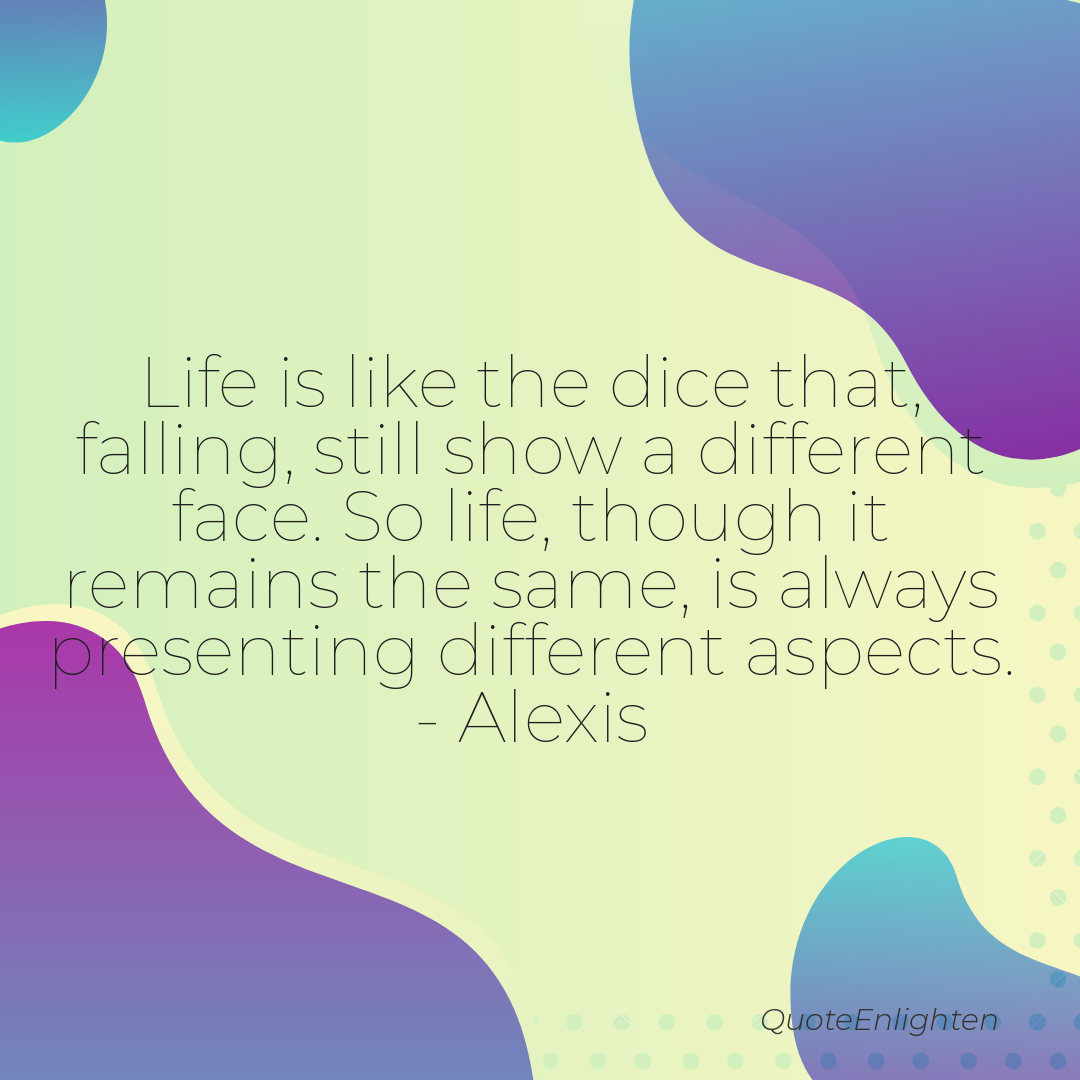 Life is like the dice that,
falling, still show a different
face. So life, though it
remains the same, is always
presenting different aspects.
- Alexis
QuoteEnlighten